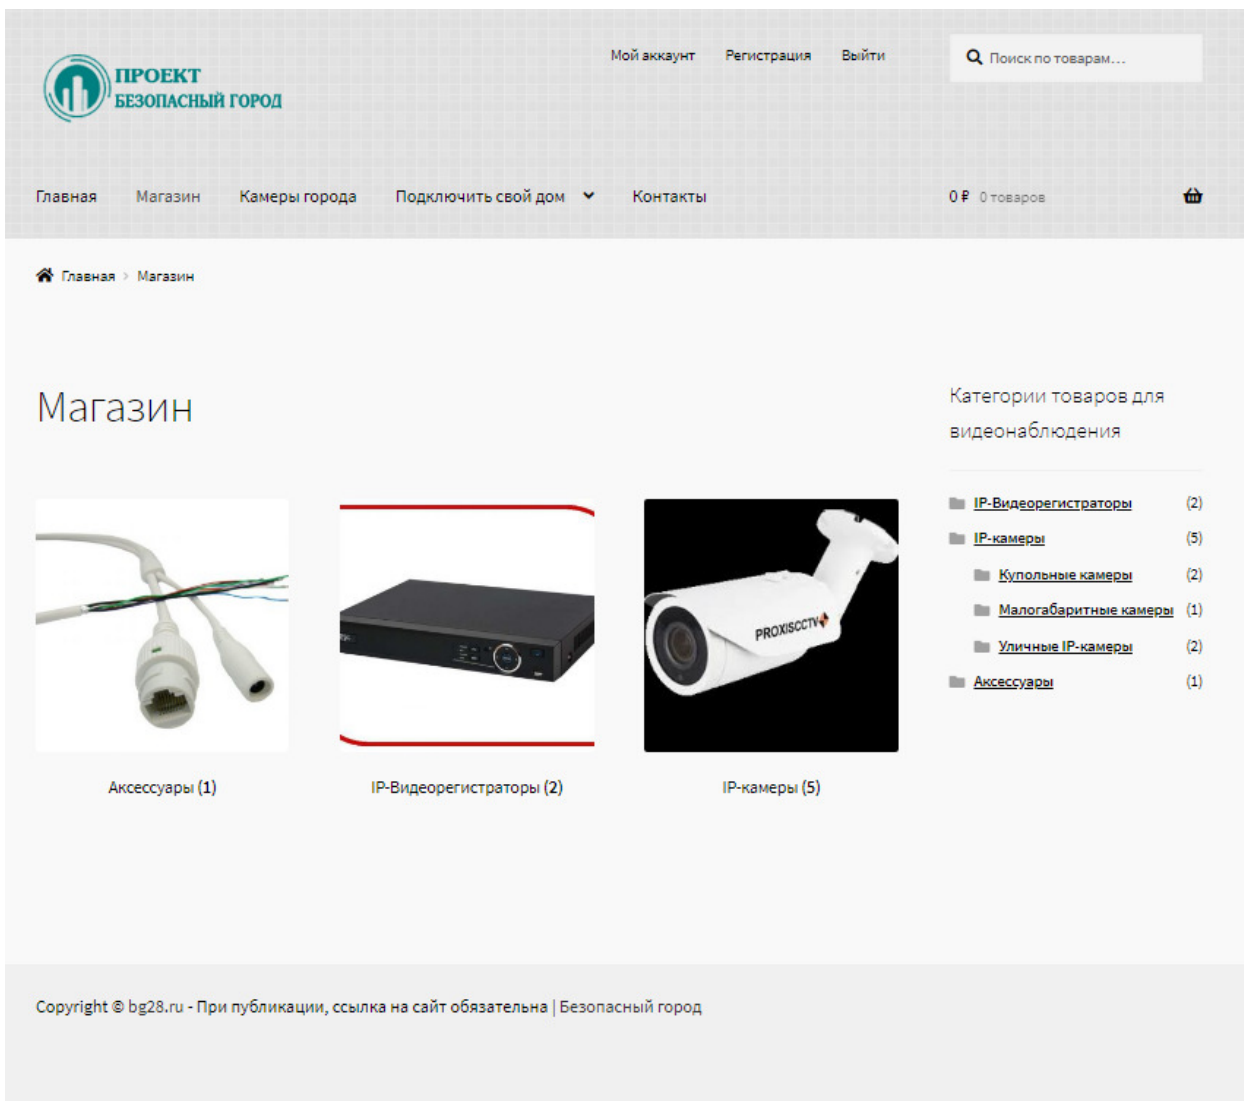 ПРОЕКТ
БЕЗОПАСНЫЙ ГОРОД
Мой аккаунт Регистрация Выйти
Поиск по товарам…
Главная Магазин Камеры города Подключить свой дом Контакты
0 ₽ 0 товаров
Главная › Магазин
Магазин
PROXISCCTV
Аксессуары (1)
IP-Видеорегистраторы (2)
IP-камеры (5)
Категории товаров для
видеонаблюдения
IP-Видеорегистраторы (2)
IP-камеры (5)
Купольные камеры (2)
Малогабаритные камеры (1)
Уличные IP-камеры (2)
Аксессуары (1)
Copyright © bg28.ru - При публикации, ссылка на сайт обязательна | Безопасный город